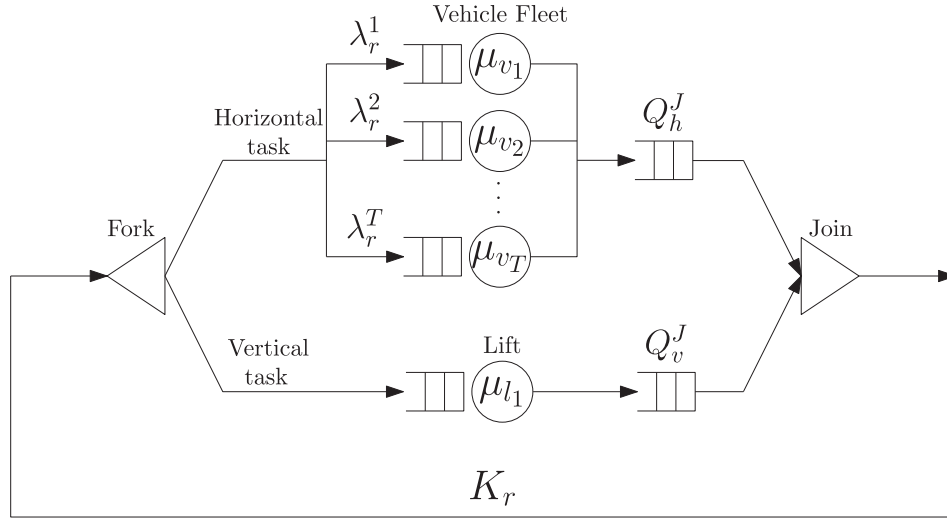 Vehicle Fleet
λ_r^1
μ_{v_1}
λ_r^2
μ_{v_2}
Horizontal
task
Q_h^J
λ_r^T
μ_{v_T}
Fork
Join
Vertical
task
Lift
μ_{l_1}
Q_v^J
K_r